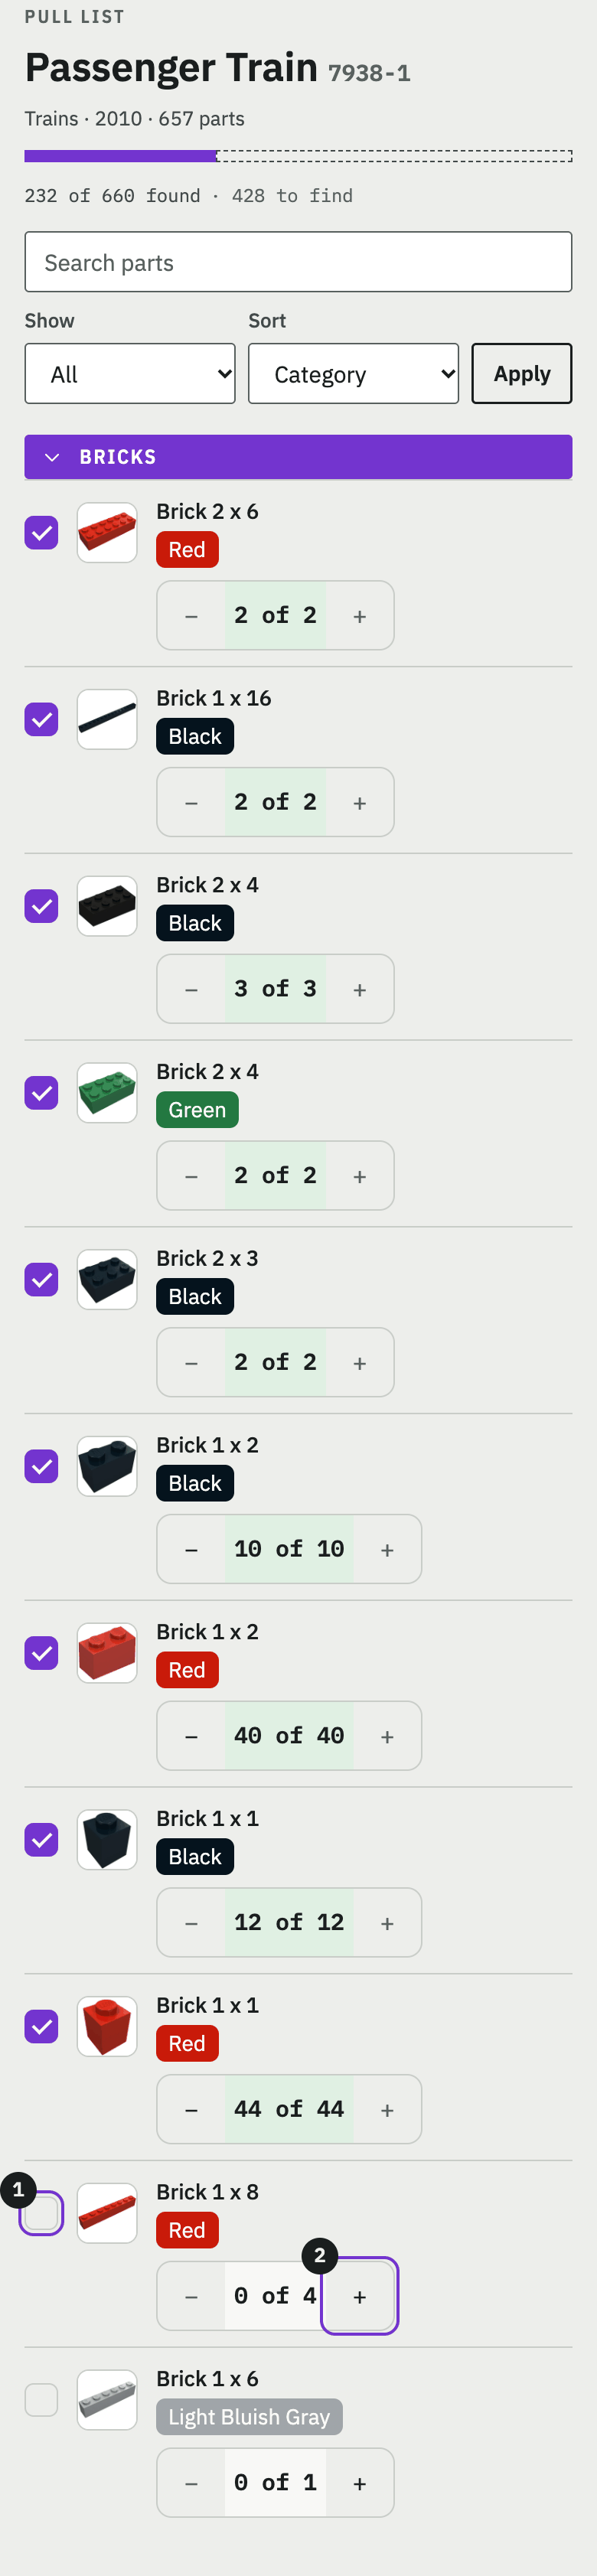 PULL LIST
Passenger Train 7938-1
Trains · 2010 · 657 parts
232 of 660 found · 428 to find
Search parts
Show Sort
All Category Apply
BRICKS
Brick 2 x 6
Red
− 2 of 2 +
Brick 1 x 16
Black
− 2 of 2 +
Brick 2 x 4
Black
− 3 of 3 +
Brick 2 x 4
Green
− 2 of 2 +
Brick 2 x 3
Black
− 2 of 2 +
Brick 1 x 2
Black
− 10 of 10 +
Brick 1 x 2
Red
− 40 of 40 +
Brick 1 x 1
Black
− 12 of 12 +
Brick 1 x 1
Red
− 44 of 44 +
1
Brick 1 x 8
Red
2
− 0 of 4 +
Brick 1 x 6
Light Bluish Gray
− 0 of 1 +